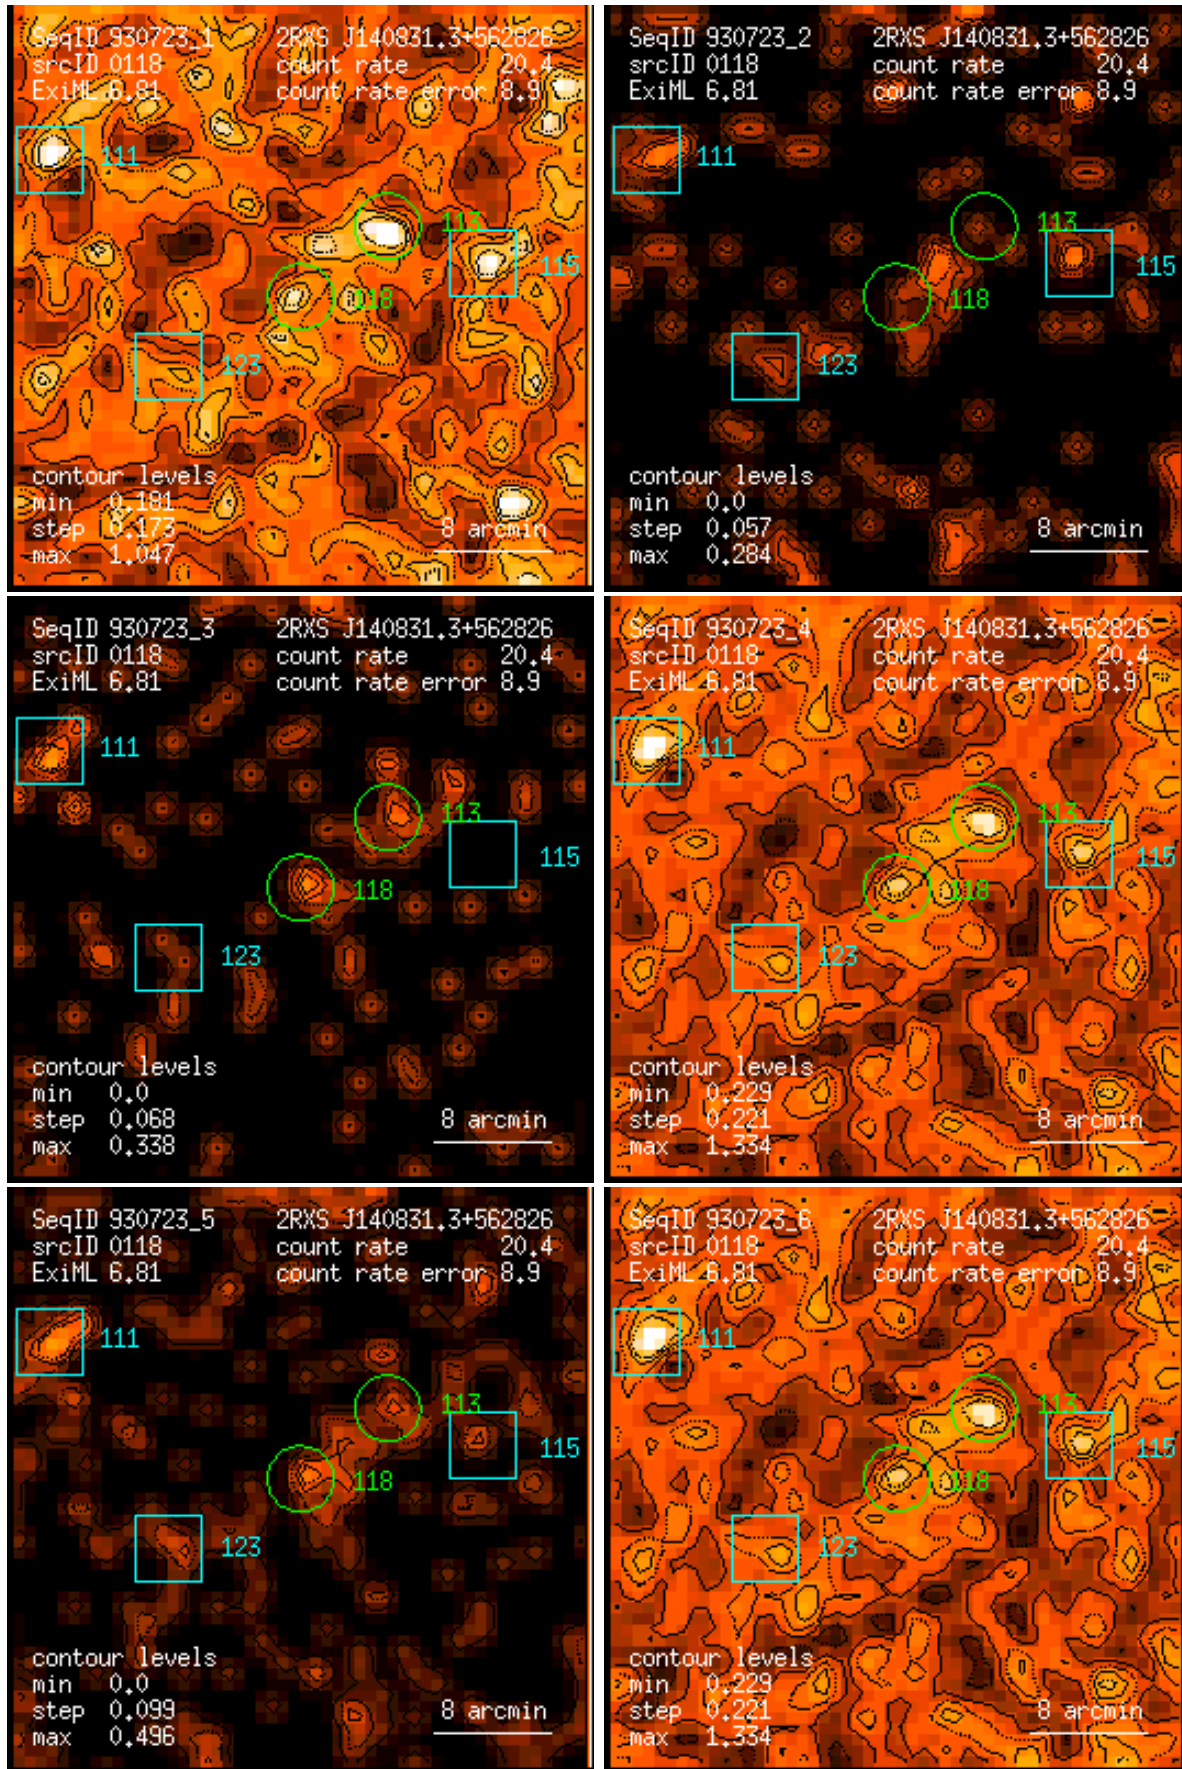 SeqID 930723_1 2RXS J140831.3+562826
srcID 0118 count rate 20.4
ExiML 6.81 count rate error 8.9
111
113
115
118
123
contour levels
min 0.181
step 0.173
max 1.047
8 arcmin
SeqID 930723_2 2RXS J140831.3+562826
srcID 0118 count rate 20.4
ExiML 6.81 count rate error 8.9
111
113
115
118
123
contour levels
min 0.0
step 0.057
max 0.284
8 arcmin
SeqID 930723_3 2RXS J140831.3+562826
srcID 0118 count rate 20.4
ExiML 6.81 count rate error 8.9
111
113
115
118
123
contour levels
min 0.0
step 0.068
max 0.338
8 arcmin
SeqID 930723_4 2RXS J140831.3+562826
srcID 0118 count rate 20.4
ExiML 6.81 count rate error 8.9
111
113
115
118
123
contour levels
min 0.229
step 0.221
max 1.334
8 arcmin
SeqID 930723_5 2RXS J140831.3+562826
srcID 0118 count rate 20.4
ExiML 6.81 count rate error 8.9
111
113
115
118
123
contour levels
min 0.0
step 0.099
max 0.496
8 arcmin
SeqID 930723_6 2RXS J140831.3+562826
srcID 0118 count rate 20.4
ExiML 6.81 count rate error 8.9
111
113
115
118
123
contour levels
min 0.229
step 0.221
max 1.334
8 arcmin